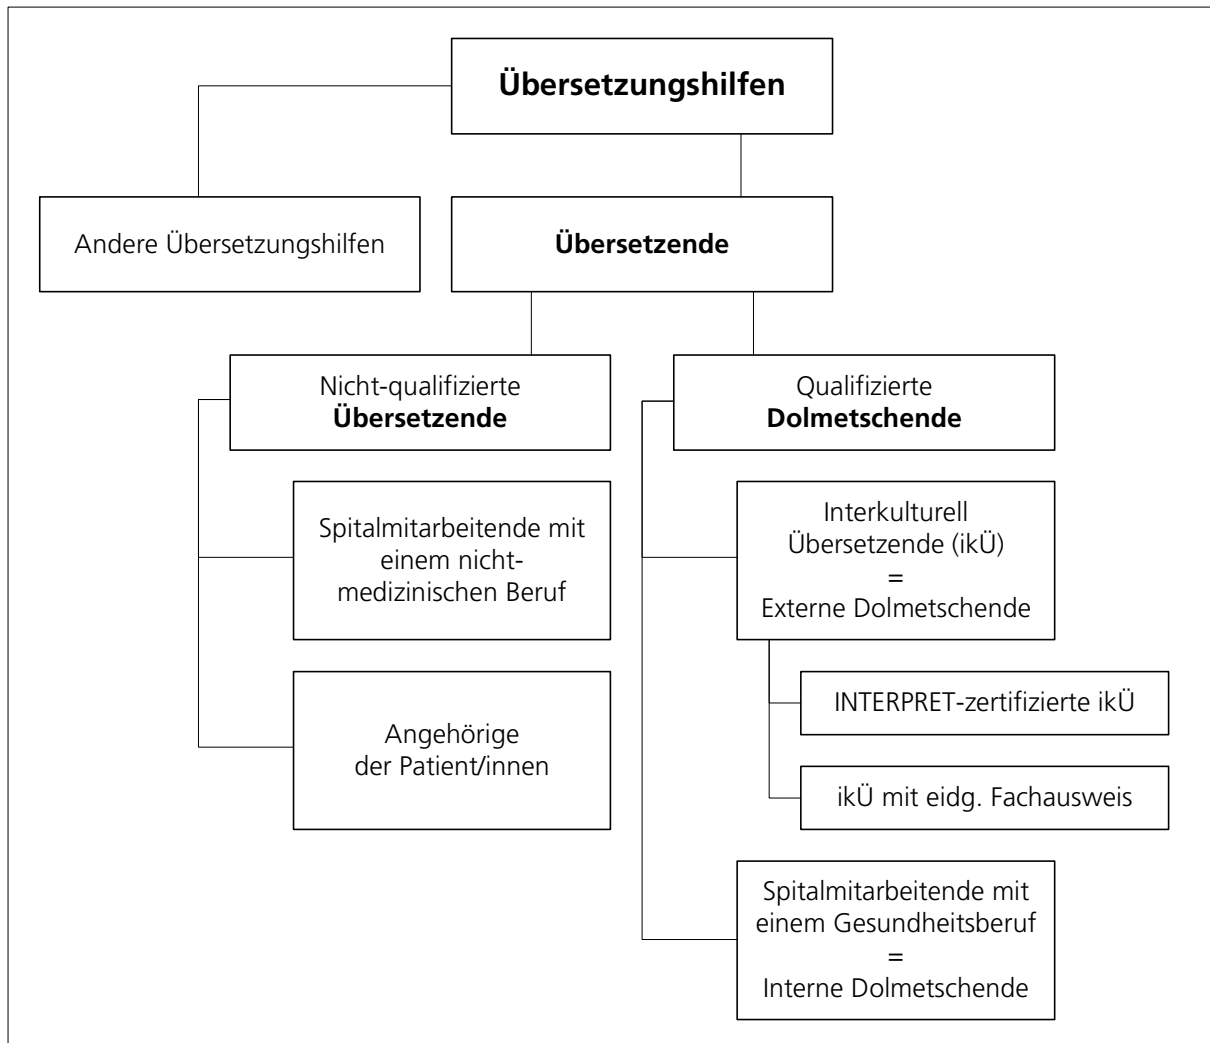 Übersetzungshilfen
Andere Übersetzungshilfen
Übersetzende
Nicht-qualifizierte
Übersetzende
Qualifizierte
Dolmetschende
Spitalmitarbeitende mit
einem nicht-
medizinischen Beruf
Angehörige
der Patient/innen
Interkulturell
Übersetzende (ikÜ)
=
Externe Dolmetschende
INTERPRET-zertifizierte ikÜ
ikÜ mit eidg. Fachausweis
Spitalmitarbeitende mit
einem Gesundheitsberuf
=
Interne Dolmetschende